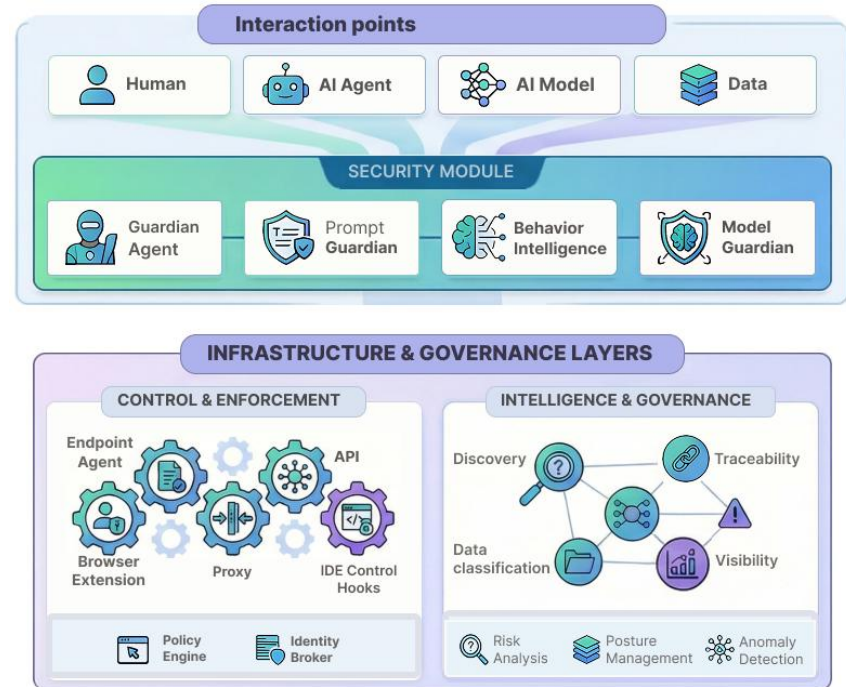 Interaction points
Human
AI Agent
AI Model
Data
SECURITY MODULE
Guardian
Agent
Prompt
Guardian
Behavior
Intelligence
Model
Guardian
INFRASTRUCTURE & GOVERNANCE LAYERS
CONTROL & ENFORCEMENT
Endpoint
Agent
API
Browser
Extension
Proxy
IDE Control
Hooks
Policy
Engine
Identity
Broker
INTELLIGENCE & GOVERNANCE
Discovery
Traceability
Data
classification
Visibility
Risk
Analysis
Posture
Management
Anomaly
Detection